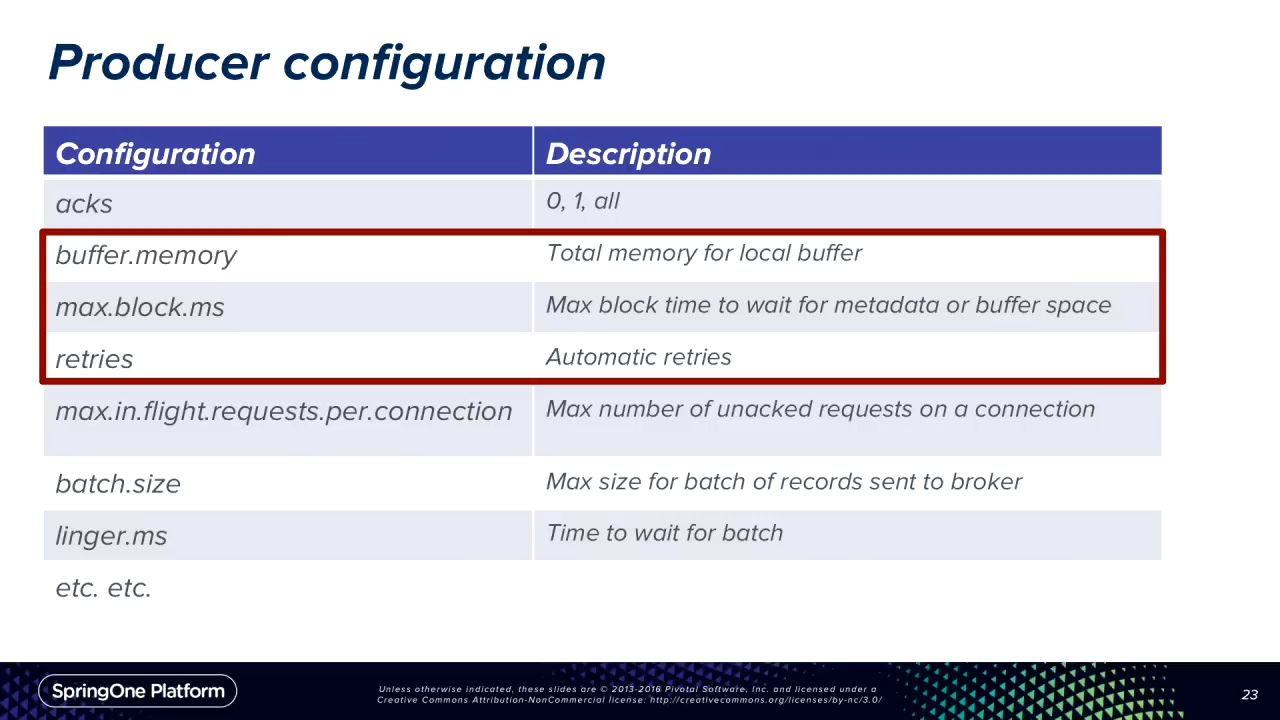 Producer configuration
Configuration Description
acks 0, 1, all
buffer.memory Total memory for local buffer
max.block.ms Max block time to wait for metadata or buffer space
retries Automatic retries
max.in.flight.requests.per.connection Max number of unacked requests on a connection
batch.size Max size for batch of records sent to broker
linger.ms Time to wait for batch
etc. etc.
SpringOne Platform
Unless otherwise indicated, these slides are © 2013-2016 Pivotal Software, Inc. and licensed under a
Creative Commons Attribution-NonCommercial license: http://creativecommons.org/licenses/by-nc/3.0/
23